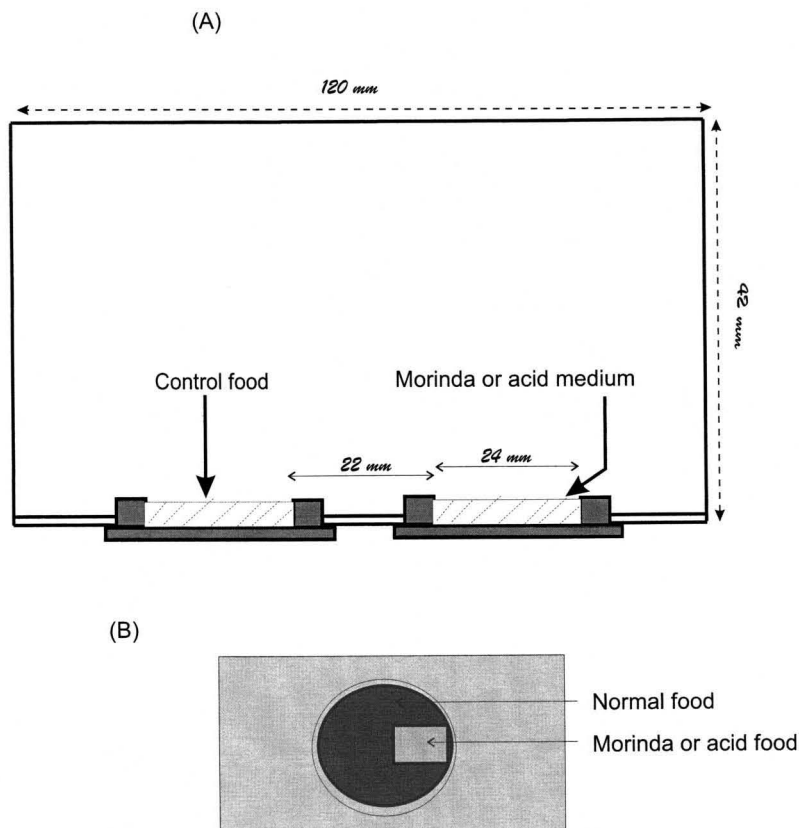 (A)
120 mm
42 mm
Control food
Morinda or acid medium
22 mm
24 mm
(B)
Normal food
Morinda or acid food